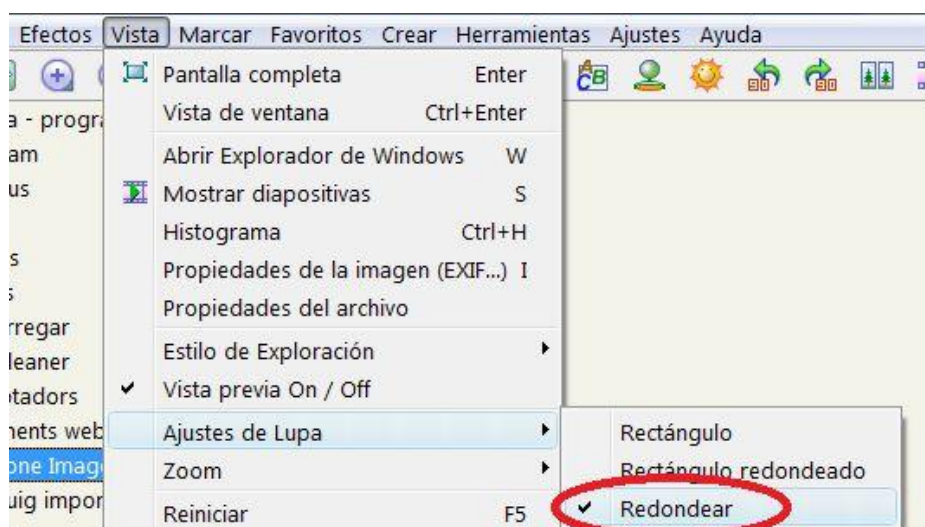 Efectos Vista Marcar Favoritos Crear Herramientas Ajustes Ayuda
Pantalla completa Enter
Vista de ventana Ctrl+Enter
a - progra
am
Abrir Explorador de Windows W
us
Mostrar diapositivas S
Histograma Ctrl+H
s
Propiedades de la imagen (EXIF...) I
s
Propiedades del archivo
rregar
Estilo de Exploración
leaner
Vista previa On / Off
tadors
Ajustes de Lupa Rectángulo
nents web
Zoom Rectángulo redondeado
one Imag
Reiniciar F5 Redondear
uig impor